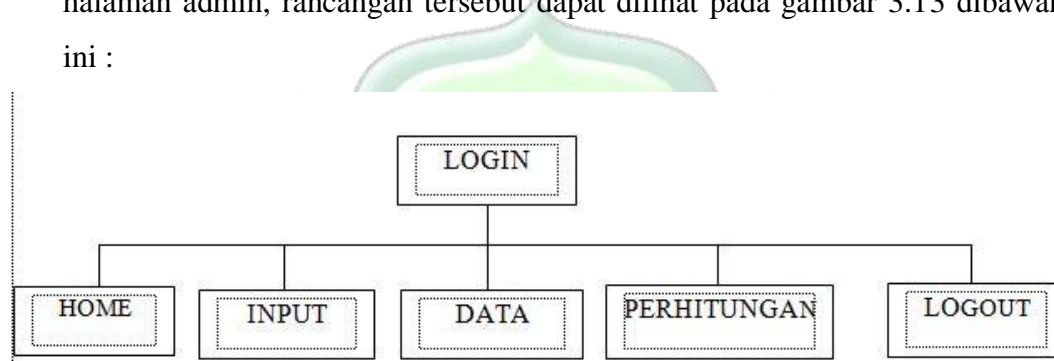 halaman admin, rancangan tersebut dapat dilihat pada gambar 3.13 dibawah
ini :
LOGIN
HOME
INPUT
DATA
PERHITUNGAN
LOGOUT